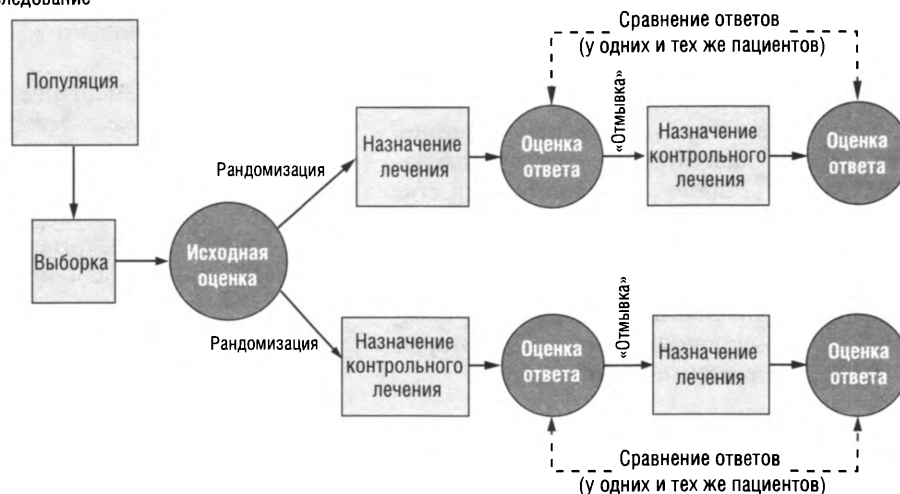 Популяция
Выборка
Исходная
оценка
Рандомизация
Назначение
лечения
Оценка
ответа
«Отмывка»
Назначение
контрольного
лечения
Оценка
ответа
Сравнение ответов
(у одних и тех же пациентов)
Рандомизация
Назначение
контрольного
лечения
Оценка
ответа
«Отмывка»
Назначение
лечения
Оценка
ответа
Сравнение ответов
(у одних и тех же пациентов)